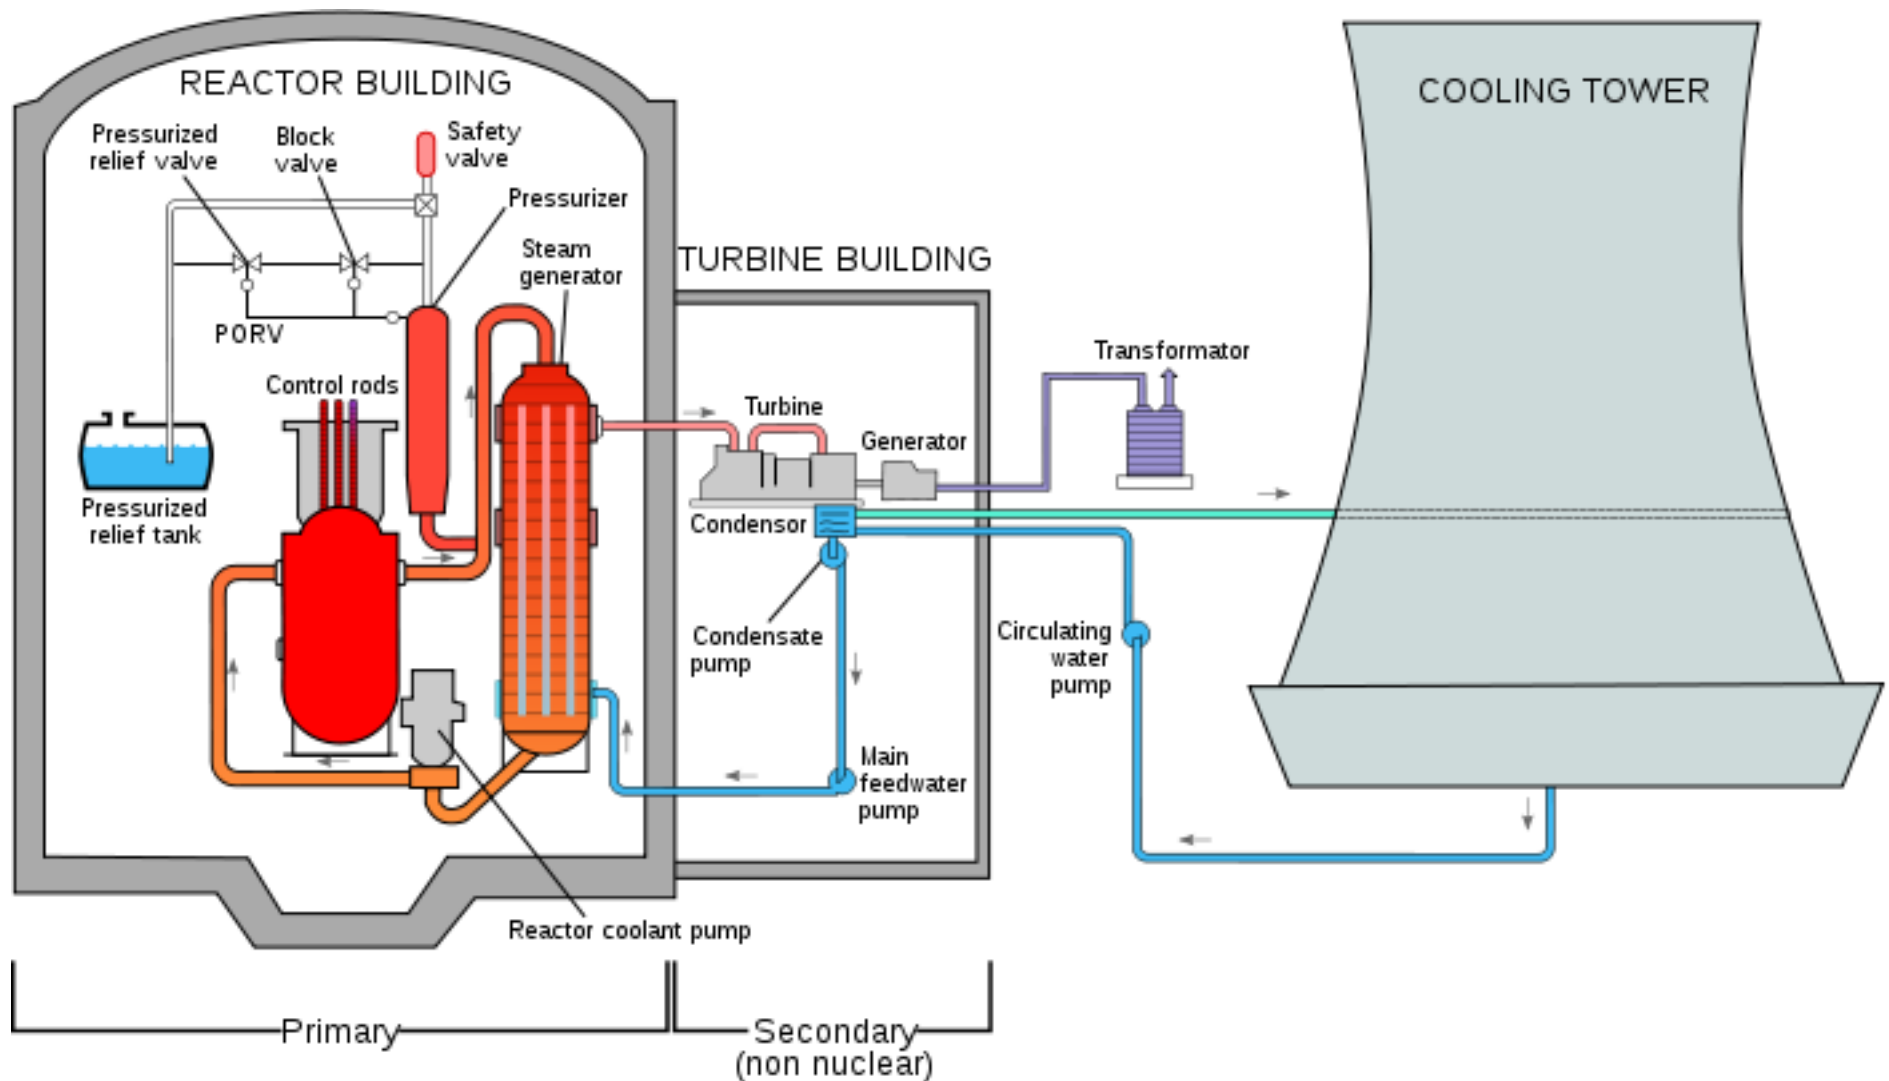 REACTOR BUILDING
Pressurized
relief valve
Block
valve
Safety
valve
Pressurizer
Steam
generator
PORV
Control rods
Pressurized
relief tank
Reactor coolant pump
TURBINE BUILDING
Turbine
Generator
Condensor
Condensate
pump
Main
feedwater
pump
Transformator
Circulating
water
pump
COOLING TOWER
Primary
Secondary
(non nuclear)